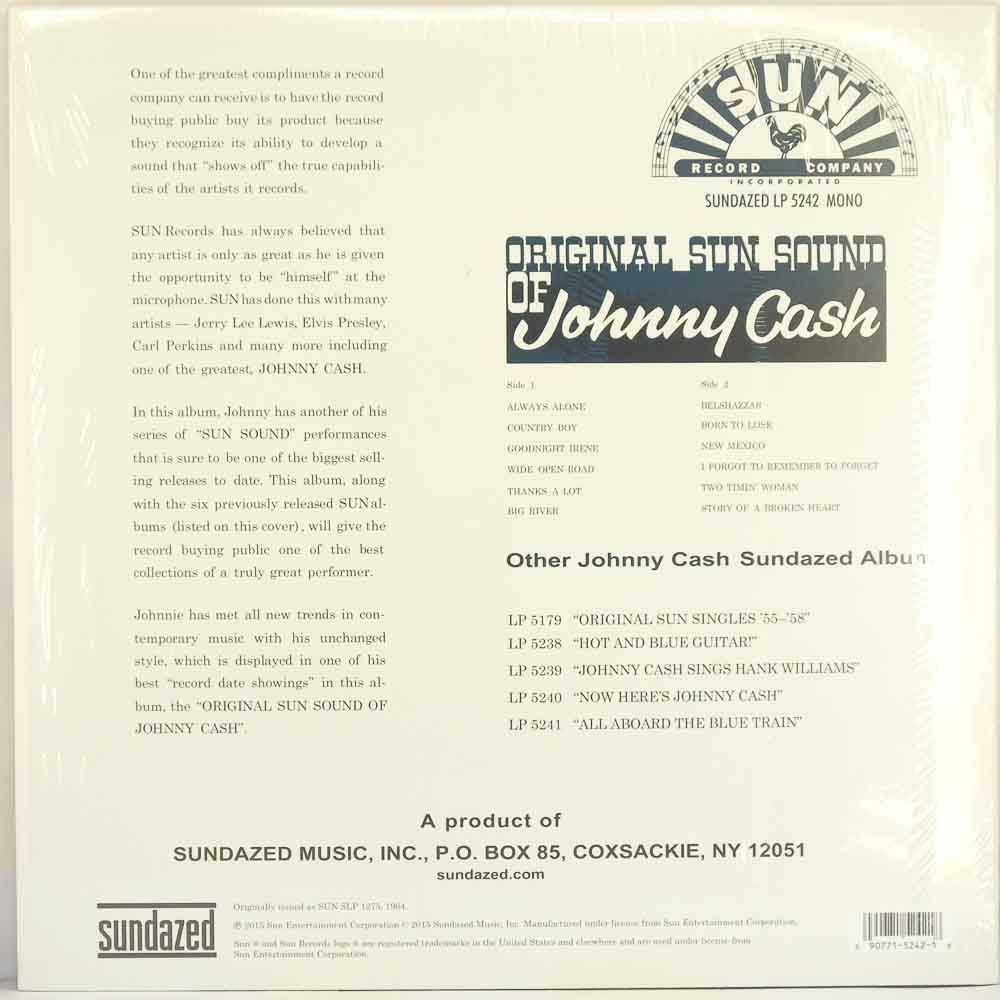 One of the greatest compliments a record
company can receive is to have the record
buying public buy its product because
they recognize its ability to develop a
sound that “shows off” the true capabili-
ties of the artists it records.
SUN Records has always believed that
any artist is only as great as he is given
the opportunity to be “himself” at the
microphone. SUN has done this with many
artists — Jerry Lee Lewis, Elvis Presley,
Carl Perkins and many more including
one of the greatest, JOHNNY CASH.
In this album, Johnny has another of his
series of “SUN SOUND” performances
that is sure to be one of the biggest sell-
ing releases to date. This album, along
with the six previously released SUN al-
bums (listed on this cover), will give the
record buying public one of the best
collections of a truly great performer.
Johnnie has met all new trends in con-
temporary music with his unchanged
style, which is displayed in one of his
best “record date showings” in this al-
bum, the “ORIGINAL SUN SOUND OF
JOHNNY CASH”.
SUN
RECORD COMPANY
INCORPORATED
SUNDAZED LP 5242 MONO
ORIGINAL SUN SOUND
OF Johnny Cash
Side 1
ALWAYS ALONE
COUNTRY BOY
GOODNIGHT IRENE
WIDE OPEN ROAD
THANKS A LOT
BIG RIVER
Side 2
BELSHAZZAR
BORN TO LOSE
NEW MEXICO
I FORGOT TO REMEMBER TO FORGET
TWO TIMIN’ WOMAN
STORY OF A BROKEN HEART
Other Johnny Cash Sundazed Album
LP 5179 “ORIGINAL SUN SINGLES ’55–’58”
LP 5238 “HOT AND BLUE GUITAR!”
LP 5239 “JOHNNY CASH SINGS HANK WILLIAMS”
LP 5240 “NOW HERE’S JOHNNY CASH”
LP 5241 “ALL ABOARD THE BLUE TRAIN”
A product of
SUNDAZED MUSIC, INC., P.O. BOX 85, COXSACKIE, NY 12051
sundazed.com
sundazed
Originally issued as SUN SLP 1275, 1964.
℗ 2015 Sun Entertainment Corporation © 2015 Sundazed Music, Inc. Manufactured under license from Sun Entertainment Corporation.
Sun ® and Sun Records logo ® are registered trademarks in the United States and elsewhere and are used under license from
Sun Entertainment Corporation.
90771-5242-1